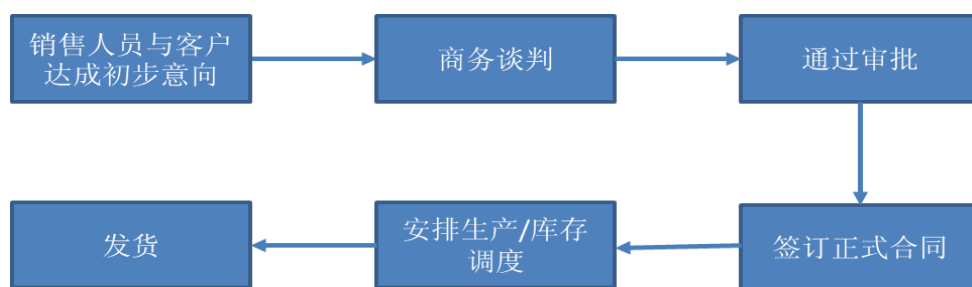 销售人员与客户
达成初步意向
商务谈判
通过审批
签订正式合同
安排生产/库存
调度
发货